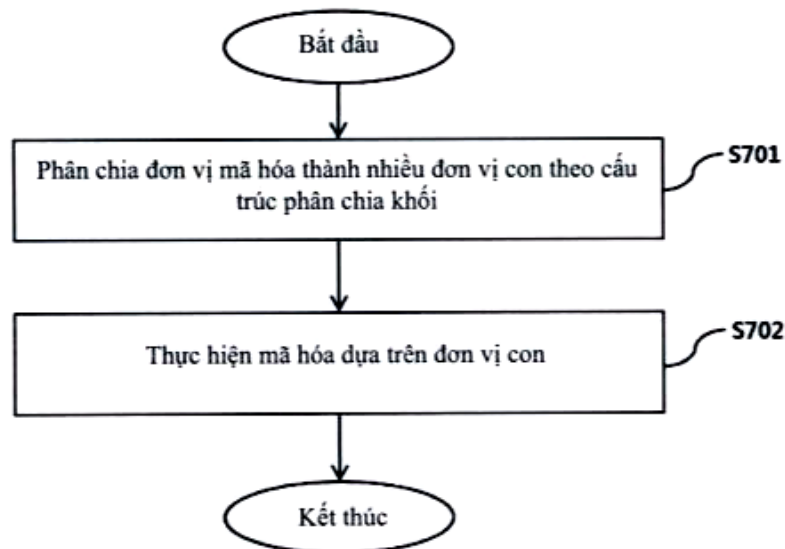 Bắt đầu
Phân chia đơn vị mã hóa thành nhiều đơn vị con theo cấu
trúc phân chia khối
S701
Thực hiện mã hóa dựa trên đơn vị con
S702
Kết thúc